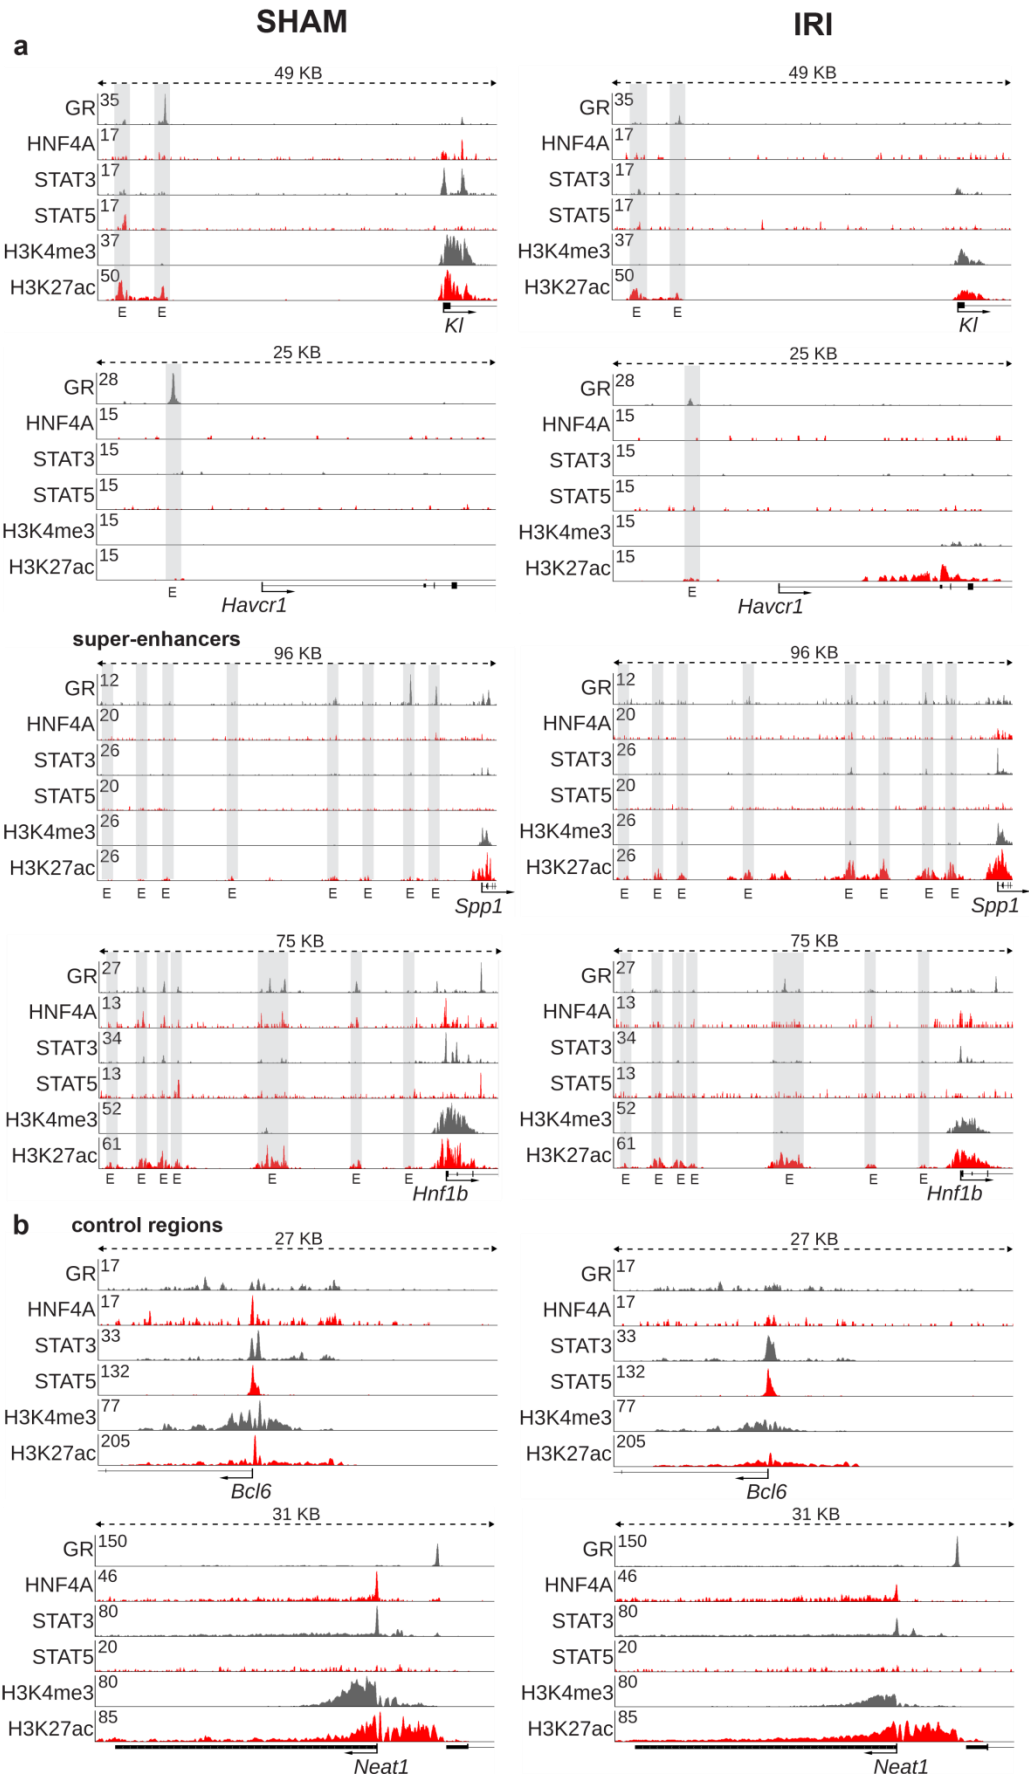 SHAM
IRI
a
49 KB
GR 35
HNF4A 17
STAT3 17
STAT5 17
H3K4me3 37
H3K27ac 50
E E
Kl
49 KB
GR 35
HNF4A 17
STAT3 17
STAT5 17
H3K4me3 37
H3K27ac 50
E E
Kl
25 KB
GR 28
HNF4A 15
STAT3 15
STAT5 15
H3K4me3 15
H3K27ac 15
E
Havcr1
25 KB
GR 28
HNF4A 15
STAT3 15
STAT5 15
H3K4me3 15
H3K27ac 15
E
Havcr1
super-enhancers
96 KB
GR 12
HNF4A 20
STAT3 26
STAT5 20
H3K4me3 26
H3K27ac 26
E E E E E E E E
Spp1
96 KB
GR 12
HNF4A 20
STAT3 26
STAT5 20
H3K4me3 26
H3K27ac 26
E E E E E E E E
Spp1
75 KB
GR 27
HNF4A 13
STAT3 34
STAT5 13
H3K4me3 52
H3K27ac 61
E E E E E E E
Hnf1b
75 KB
GR 27
HNF4A 13
STAT3 34
STAT5 13
H3K4me3 52
H3K27ac 61
E E E E E E E
Hnf1b
b control regions
27 KB
GR 17
HNF4A 17
STAT3 33
STAT5 132
H3K4me3 77
H3K27ac 205
Bcl6
27 KB
GR 17
HNF4A 17
STAT3 33
STAT5 132
H3K4me3 77
H3K27ac 205
Bcl6
31 KB
GR 150
HNF4A 46
STAT3 80
STAT5 20
H3K4me3 80
H3K27ac 85
Neat1
31 KB
GR 150
HNF4A 46
STAT3 80
STAT5 20
H3K4me3 80
H3K27ac 85
Neat1